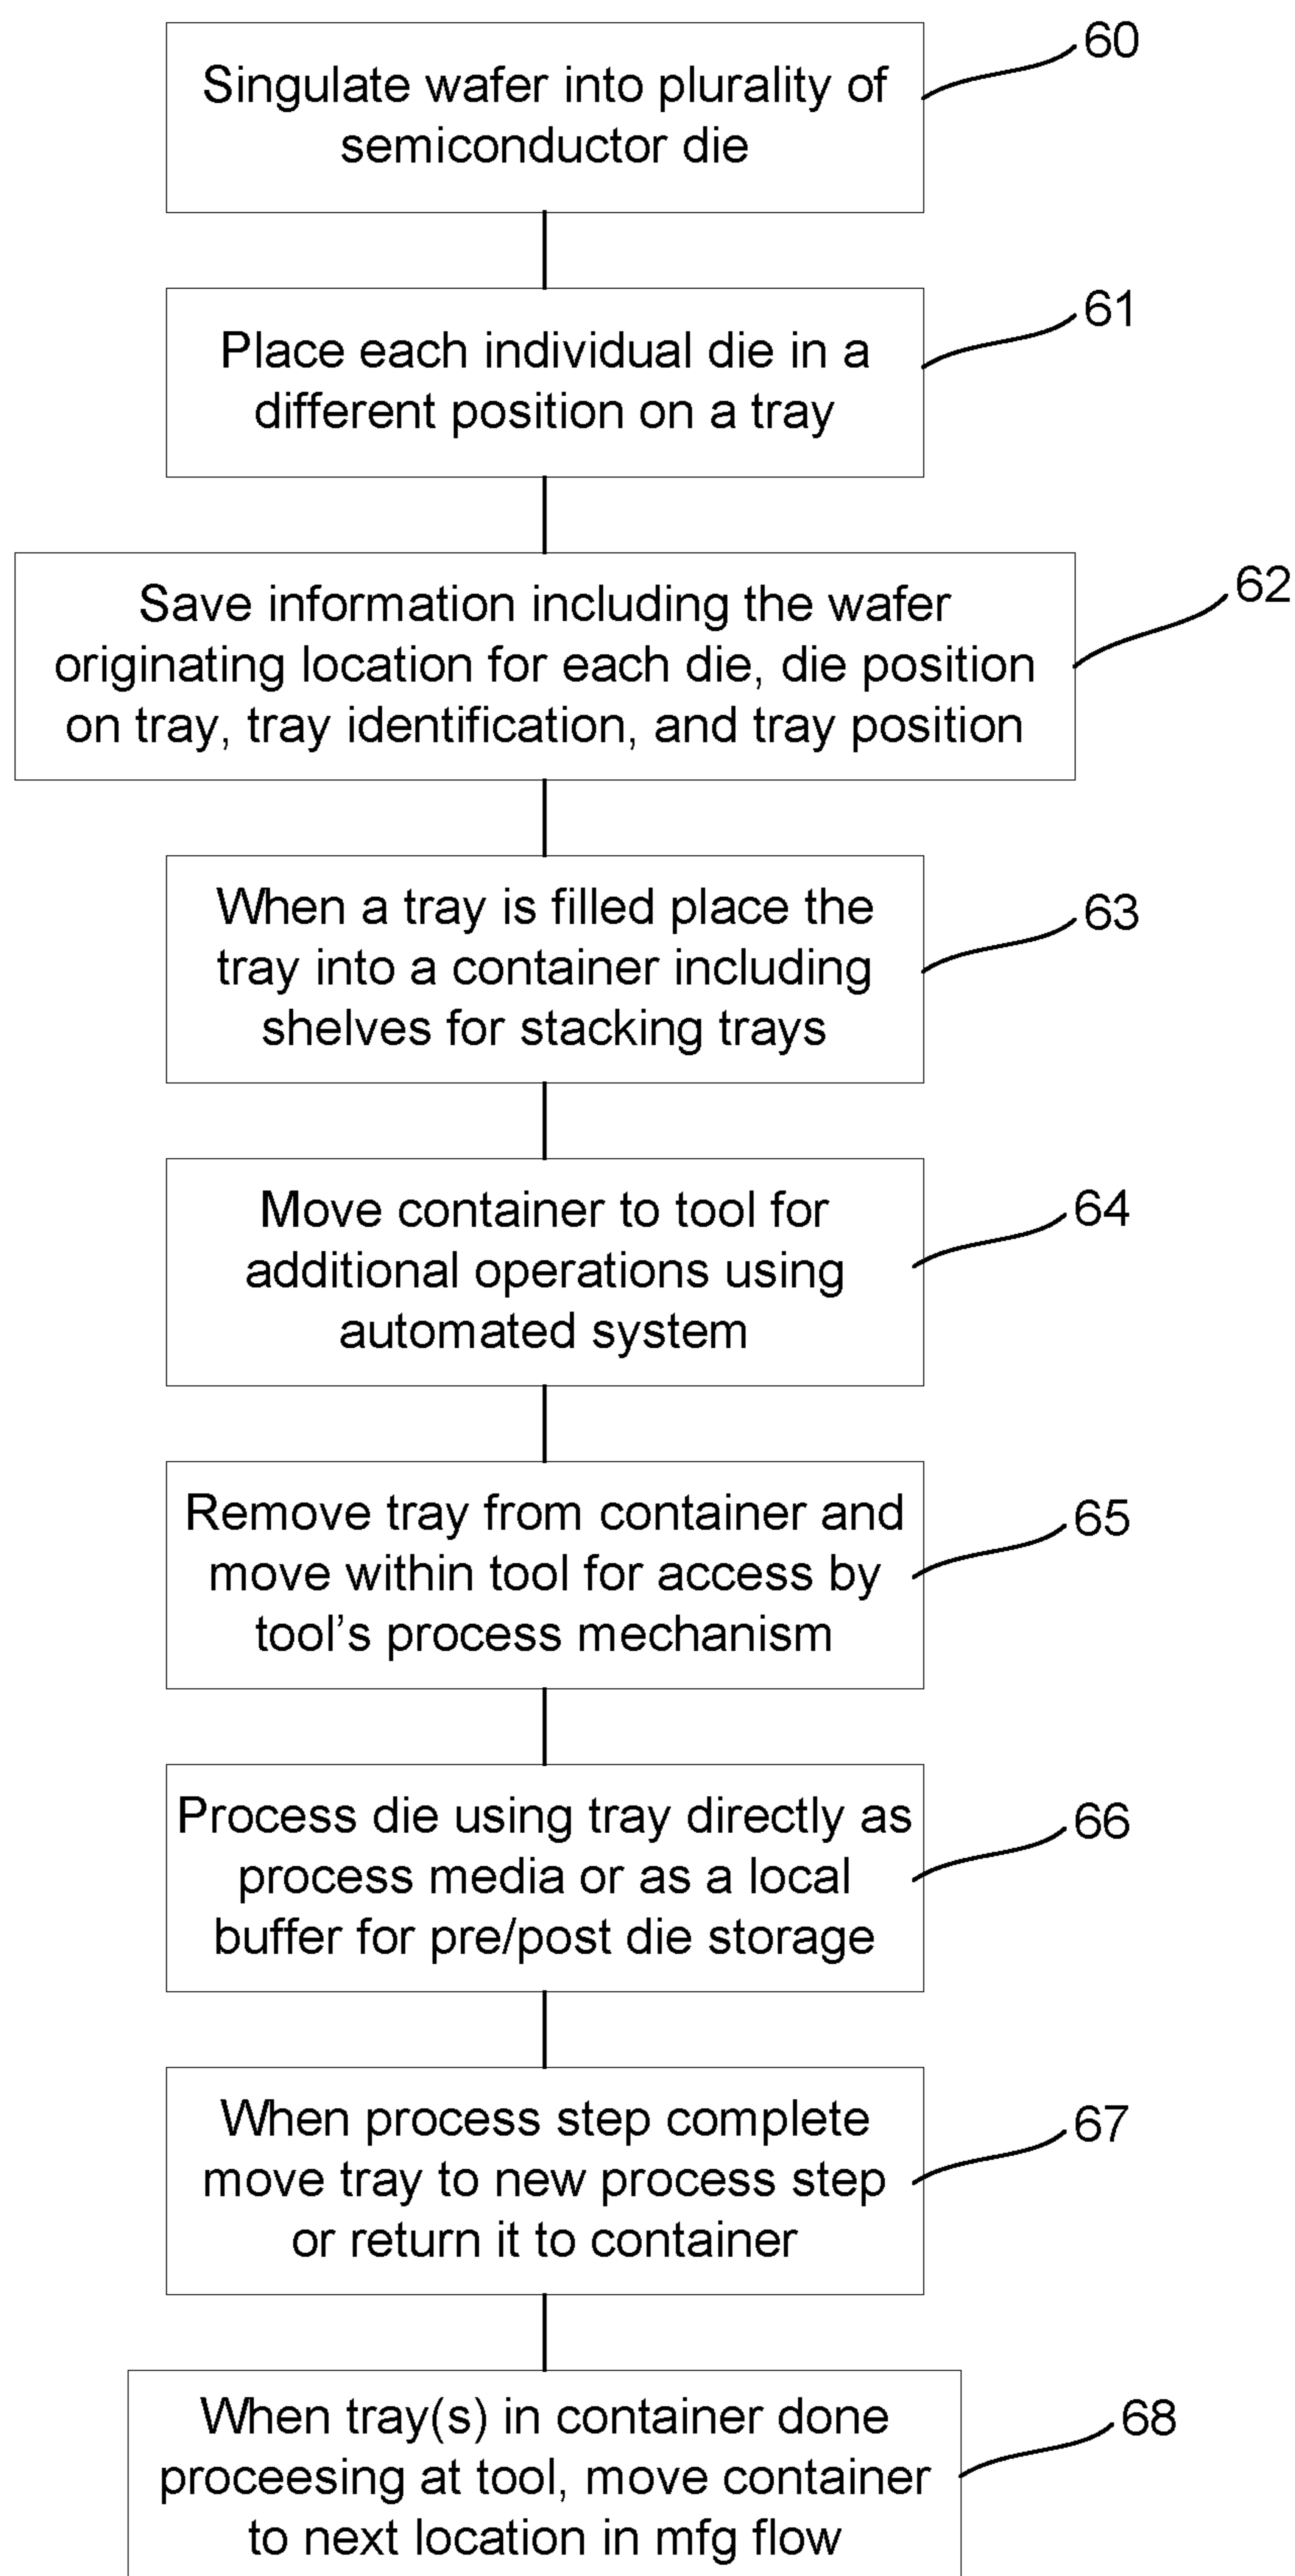 Singulate wafer into plurality of
semiconductor die
60
Place each individual die in a
different position on a tray
61
Save information including the wafer
originating location for each die, die position
on tray, tray identification, and tray position
62
When a tray is filled place the
tray into a container including
shelves for stacking trays
63
Move container to tool for
additional operations using
automated system
64
Remove tray from container and
move within tool for access by
tool’s process mechanism
65
Process die using tray directly as
process media or as a local
buffer for pre/post die storage
66
When process step complete
move tray to new process step
or return it to container
67
When tray(s) in container done
proceesing at tool, move container
to next location in mfg flow
68